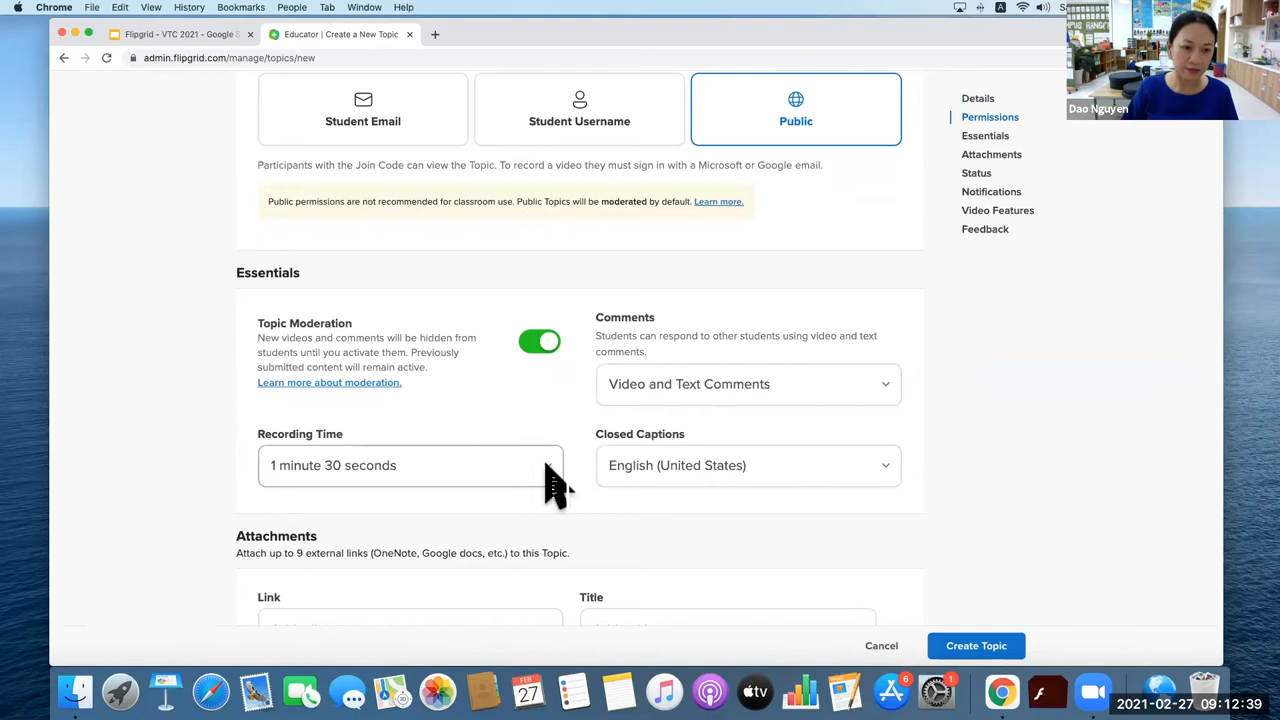 Chrome File Edit View History Bookmarks People Tab Window Help
Flipgrid - VTC 2021 - Google S
Educator | Create a New Topic
admin.flipgrid.com/manage/topics/new
Dao Nguyen
Student Email
Student Username
Public
Participants with the Join Code can view the Topic. To record a video they must sign in with a Microsoft or Google email.
Public permissions are not recommended for classroom use. Public Topics will be moderated by default. Learn more.
Details
Permissions
Essentials
Attachments
Status
Notifications
Video Features
Feedback
Essentials
Topic Moderation
New videos and comments will be hidden from
students until you activate them. Previously
submitted content will remain active.
Learn more about moderation.
Comments
Students can respond to other students using video and text
comments.
Video and Text Comments
Recording Time
1 minute 30 seconds
Closed Captions
English (United States)
Attachments
Attach up to 9 external links (OneNote, Google docs, etc.) to this Topic.
Link
Title
Cancel
Create Topic
FEB
27
tv
6
1
2021-02-27 09:12:39